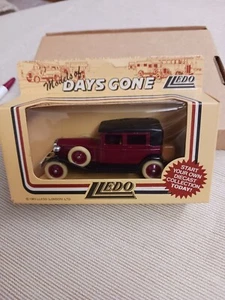 Models of
DAYS GONE
LLEDO
LLEDO
START
YOUR OWN
DIECAST
COLLECTION
TODAY!